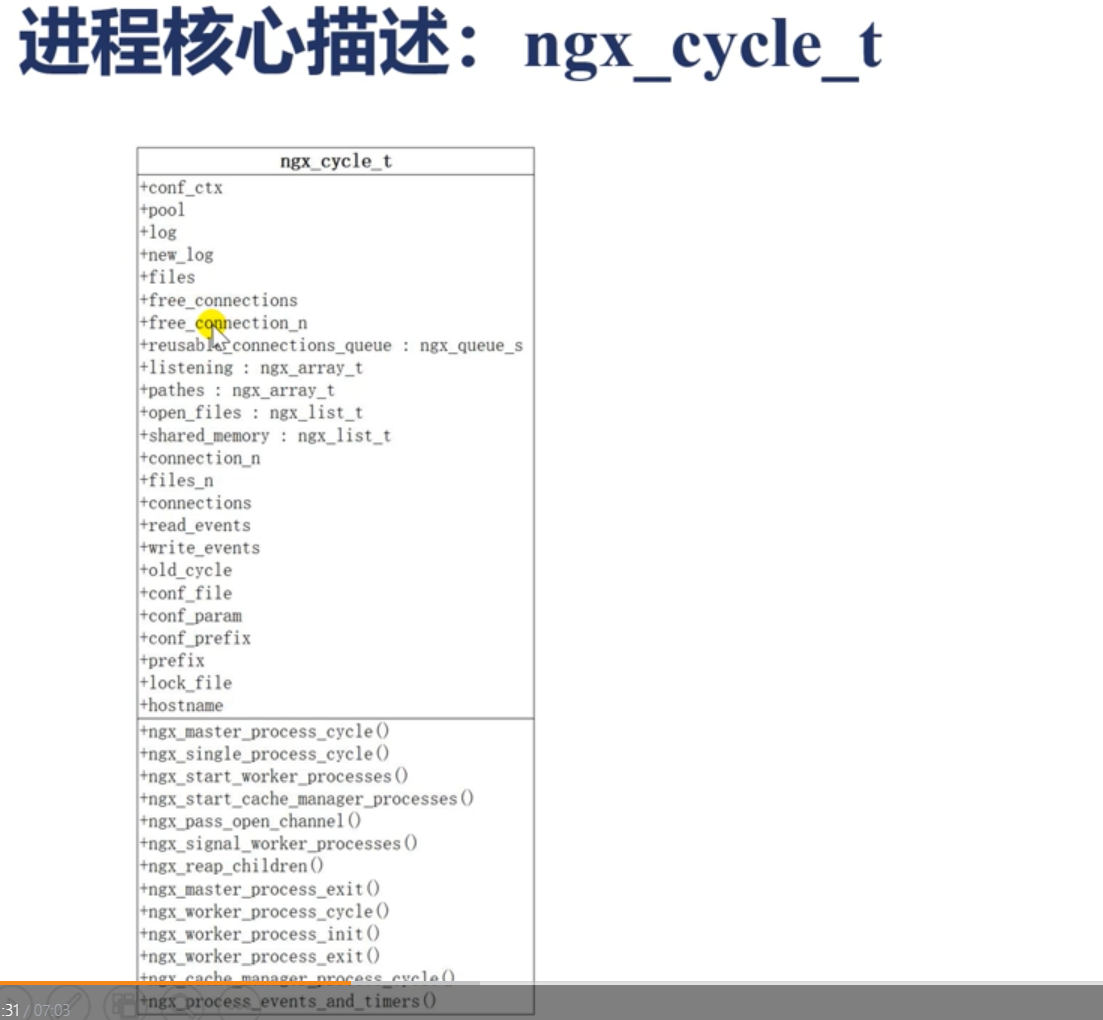 进程核心描述：ngx_cycle_t
ngx_cycle_t
+conf_ctx
+pool
+log
+new_log
+files
+free_connections
+free_connection_n
+reusable_connections_queue : ngx_queue_s
+listening : ngx_array_t
+pathes : ngx_array_t
+open_files : ngx_list_t
+shared_memory : ngx_list_t
+connection_n
+files_n
+connections
+read_events
+write_events
+old_cycle
+conf_file
+conf_param
+conf_prefix
+prefix
+lock_file
+hostname
+ngx_master_process_cycle()
+ngx_single_process_cycle()
+ngx_start_worker_processes()
+ngx_start_cache_manager_processes()
+ngx_pass_open_channel()
+ngx_signal_worker_processes()
+ngx_reap_children()
+ngx_master_process_exit()
+ngx_worker_process_cycle()
+ngx_worker_process_init()
+ngx_worker_process_exit()
+ngx_cache_manager_process_cycle()
+ngx_process_events_and_timers()
:31 / 07:03